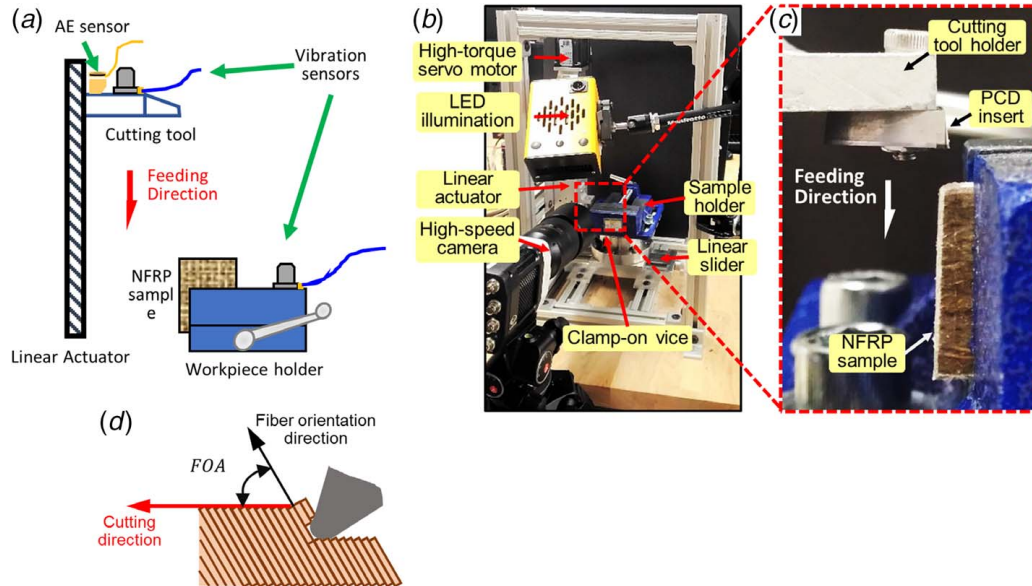 (a)
AE sensor
Vibration
sensors
Cutting tool
Feeding
Direction
NFRP
sampl
e
Linear Actuator
Workpiece holder
(b)
High-torque
servo motor
LED
illumination
Linear
actuator
High-speed
camera
Sample
holder
Linear
slider
Clamp-on vice
Manfrotto
(c)
Cutting
tool holder
PCD
insert
Feeding
Direction
NFRP
sample
(d)
Fiber orientation
direction
FOA
Cutting
direction